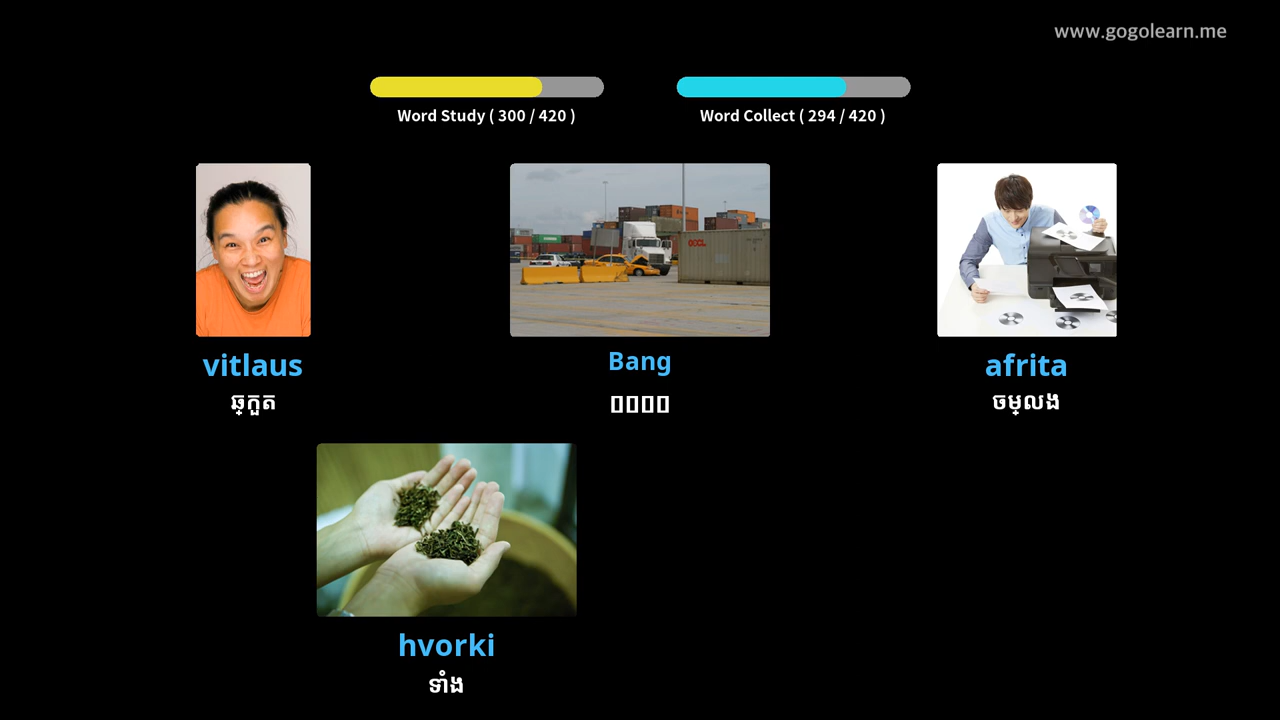 www.gogolearn.me
Word Study ( 300 / 420 )
Word Collect ( 294 / 420 )
vitlaus
ឆ្កួត
Bang
afrita
ចម្លង
hvorki
ទាំង